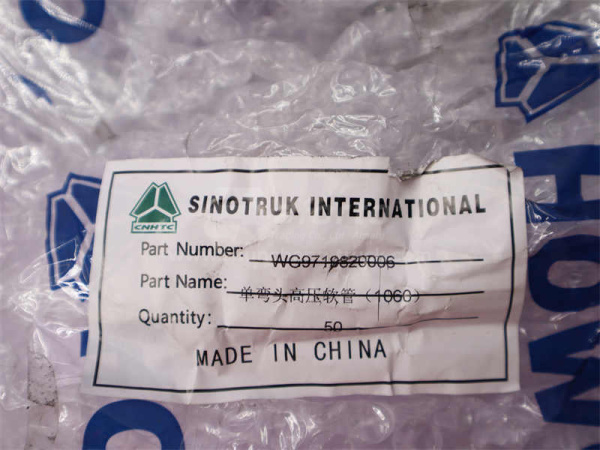 SINOTRUK INTERNATIONAL
CNHTC
Part Number: WG9719820006
Part Name: 单弯头高压软管（1060）
Quantity: 50
MADE IN CHINA
HOW